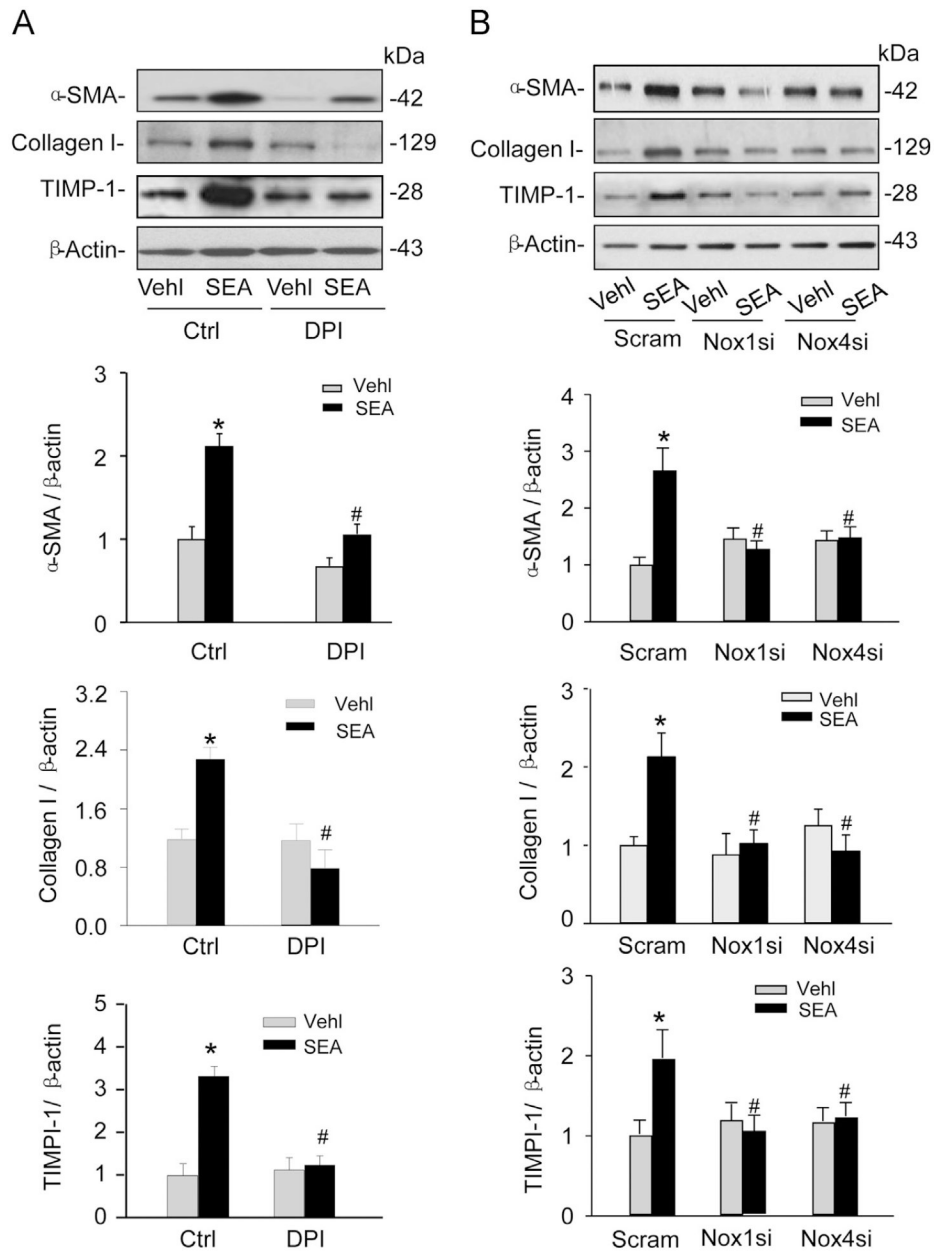 A
kDa
α-SMA-
-42
Collagen I-
-129
TIMP-1-
-28
β-Actin-
-43
Vehl SEA Vehl SEA
Ctrl DPI
3
2
1
0
α-SMA / β-actin
Vehl
SEA
*
#
Ctrl DPI
3.2
2.4
1.6
0.8
0.0
Collagen I / β-actin
Vehl
SEA
*
#
Ctrl DPI
5
4
3
2
1
0
TIMPI-1/ β-actin
Vehl
SEA
*
#
Ctrl DPI
B
kDa
α-SMA-
-42
Collagen I-
-129
TIMP-1-
-28
β-Actin-
-43
Vehl SEA Vehl SEA Vehl SEA
Scram Nox1si Nox4si
4
3
2
1
0
α-SMA / β-actin
Vehl
SEA
*
# #
Scram Nox1si Nox4si
3
2
1
0
Collagen I / β-actin
Vehl
SEA
*
# #
Scram Nox1si Nox4si
3
2
1
0
TIMPI-1/ β-actin
Vehl
SEA
*
# #
Scram Nox1si Nox4si